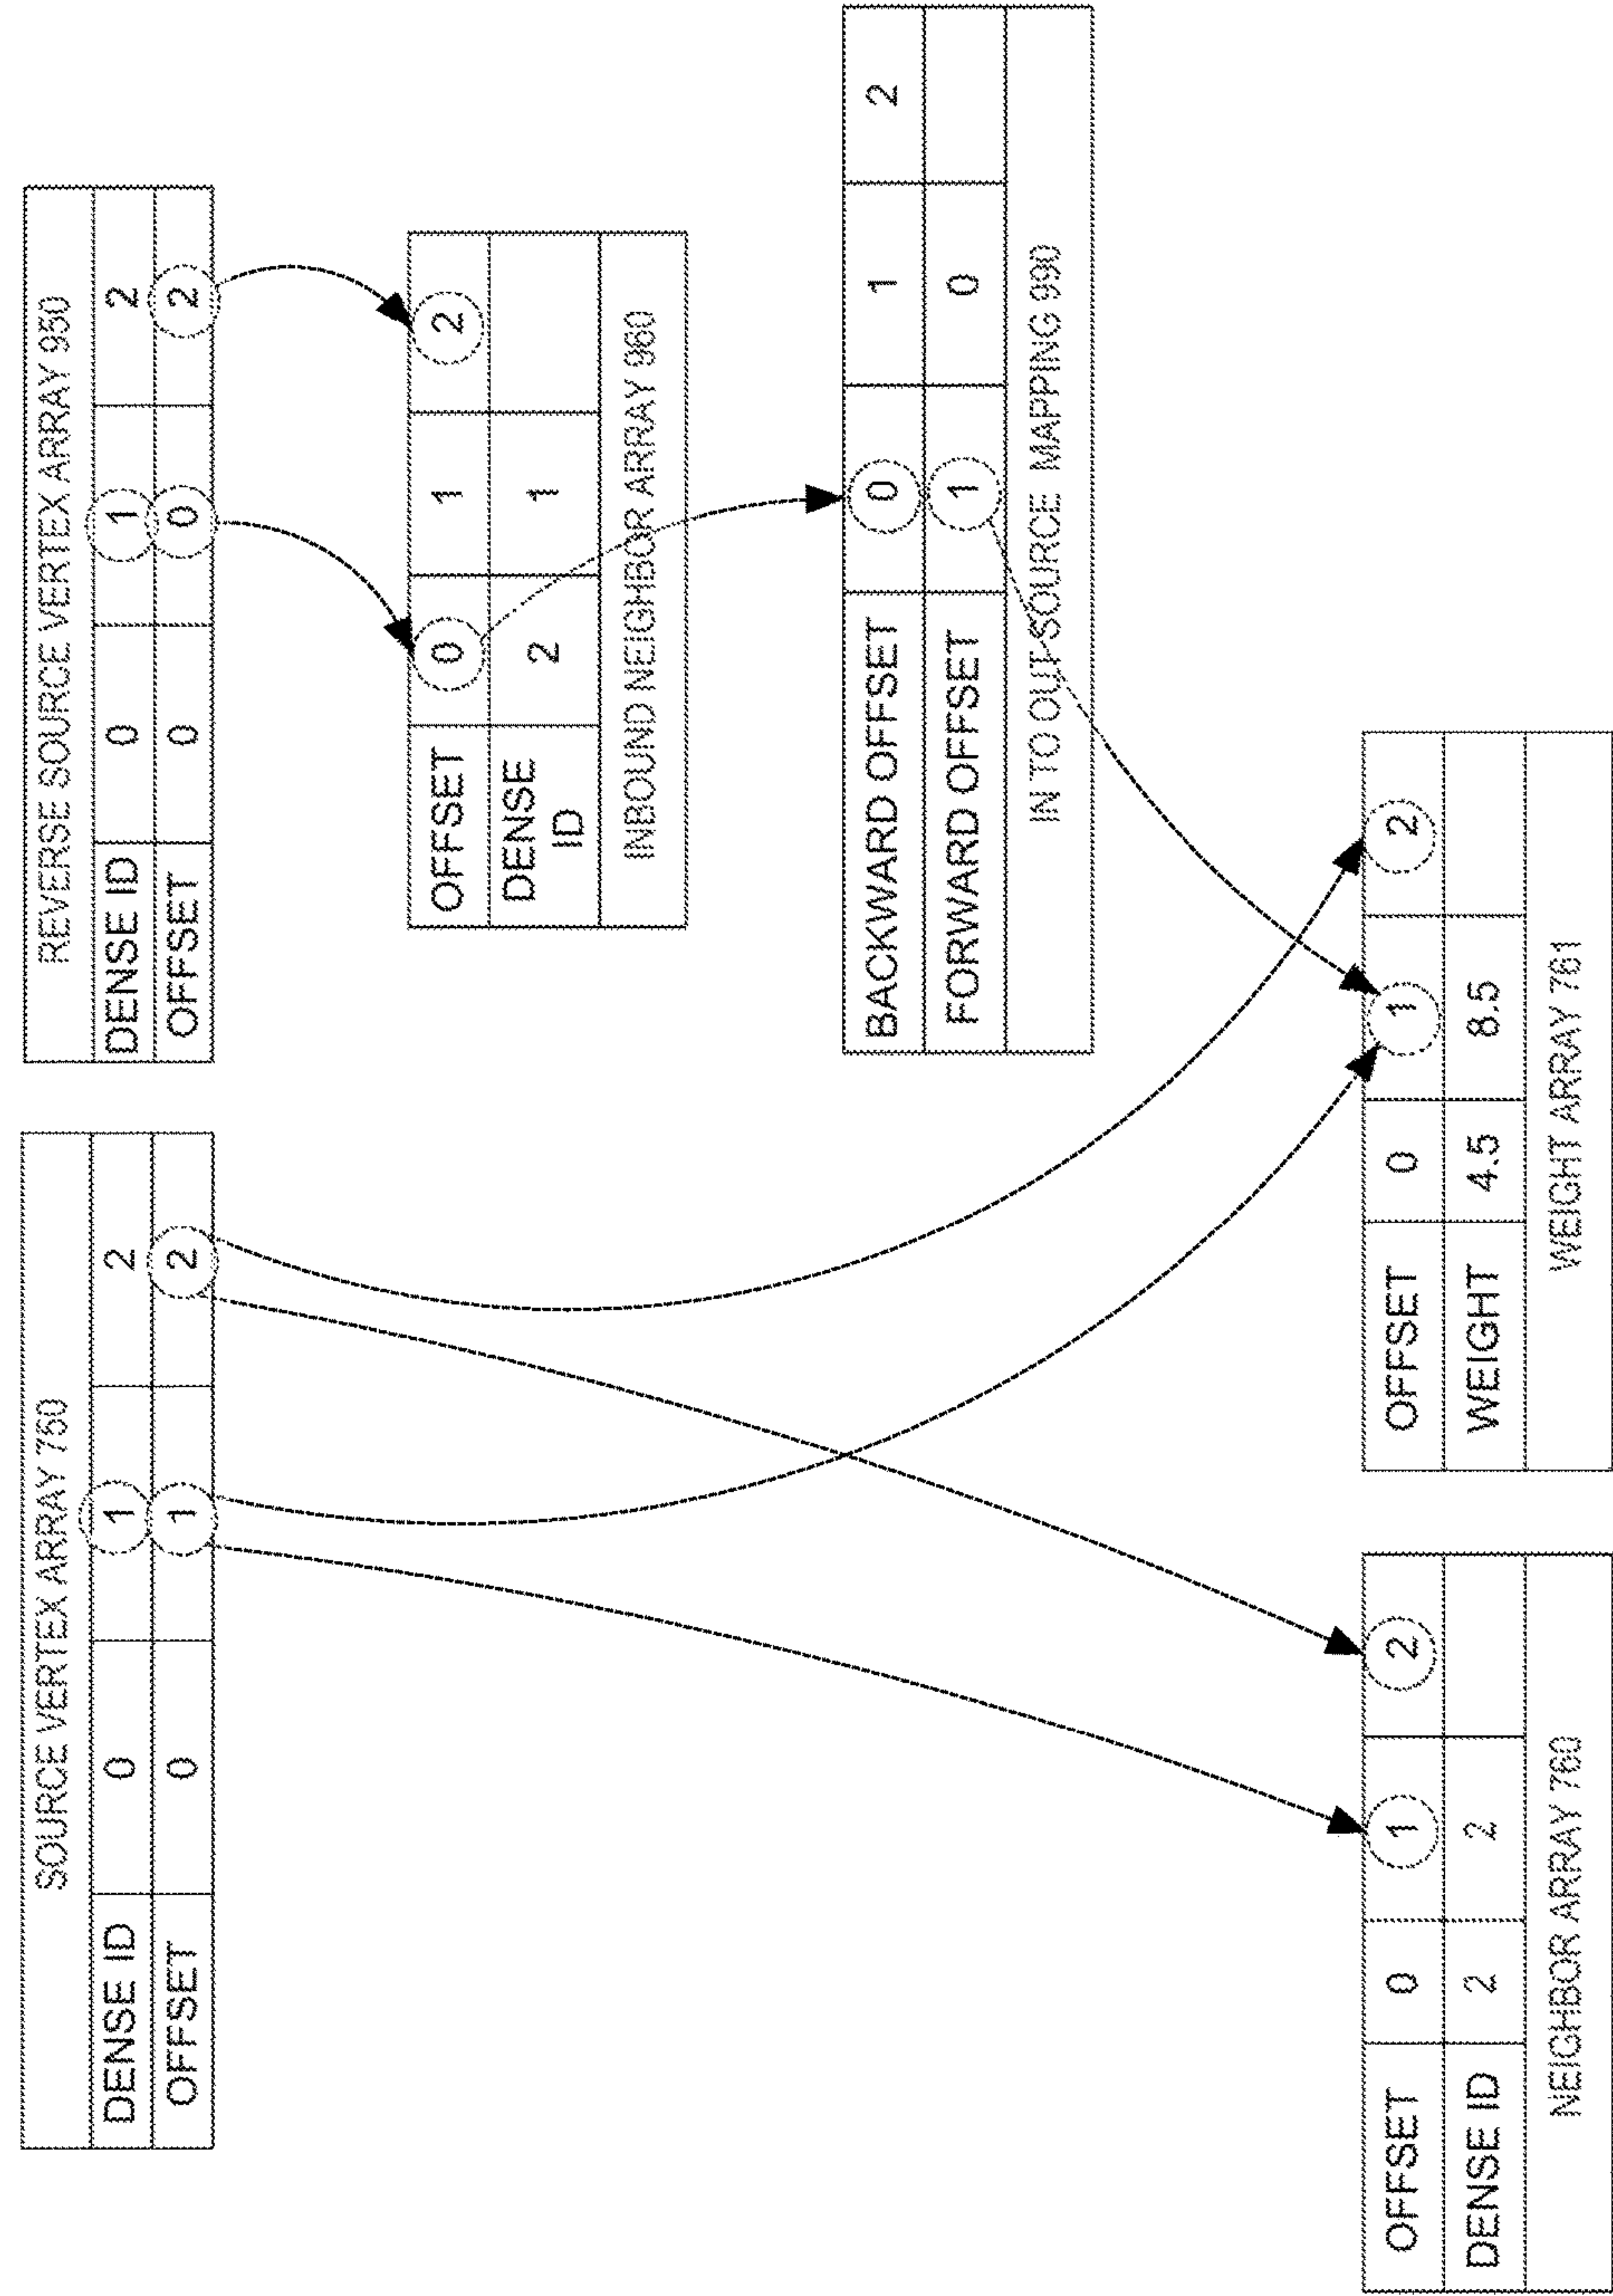 SOURCE VERTEX ARRAY 750
DENSE ID 0 1 2
OFFSET 0 1 2
REVERSE SOURCE VERTEX ARRAY 950
DENSE ID 0 1 2
OFFSET 0 0 2
OFFSET 0 1 2
DENSE ID 2 1
INBOUND NEIGHBOR ARRAY 960
BACKWARD OFFSET 0 1 2
FORWARD OFFSET 1 0
IN TO OUT SOURCE MAPPING 990
OFFSET 0 1 2
DENSE ID 2 2
NEIGHBOR ARRAY 760
OFFSET 0 1 2
WEIGHT 4.5 8.5
WEIGHT ARRAY 761